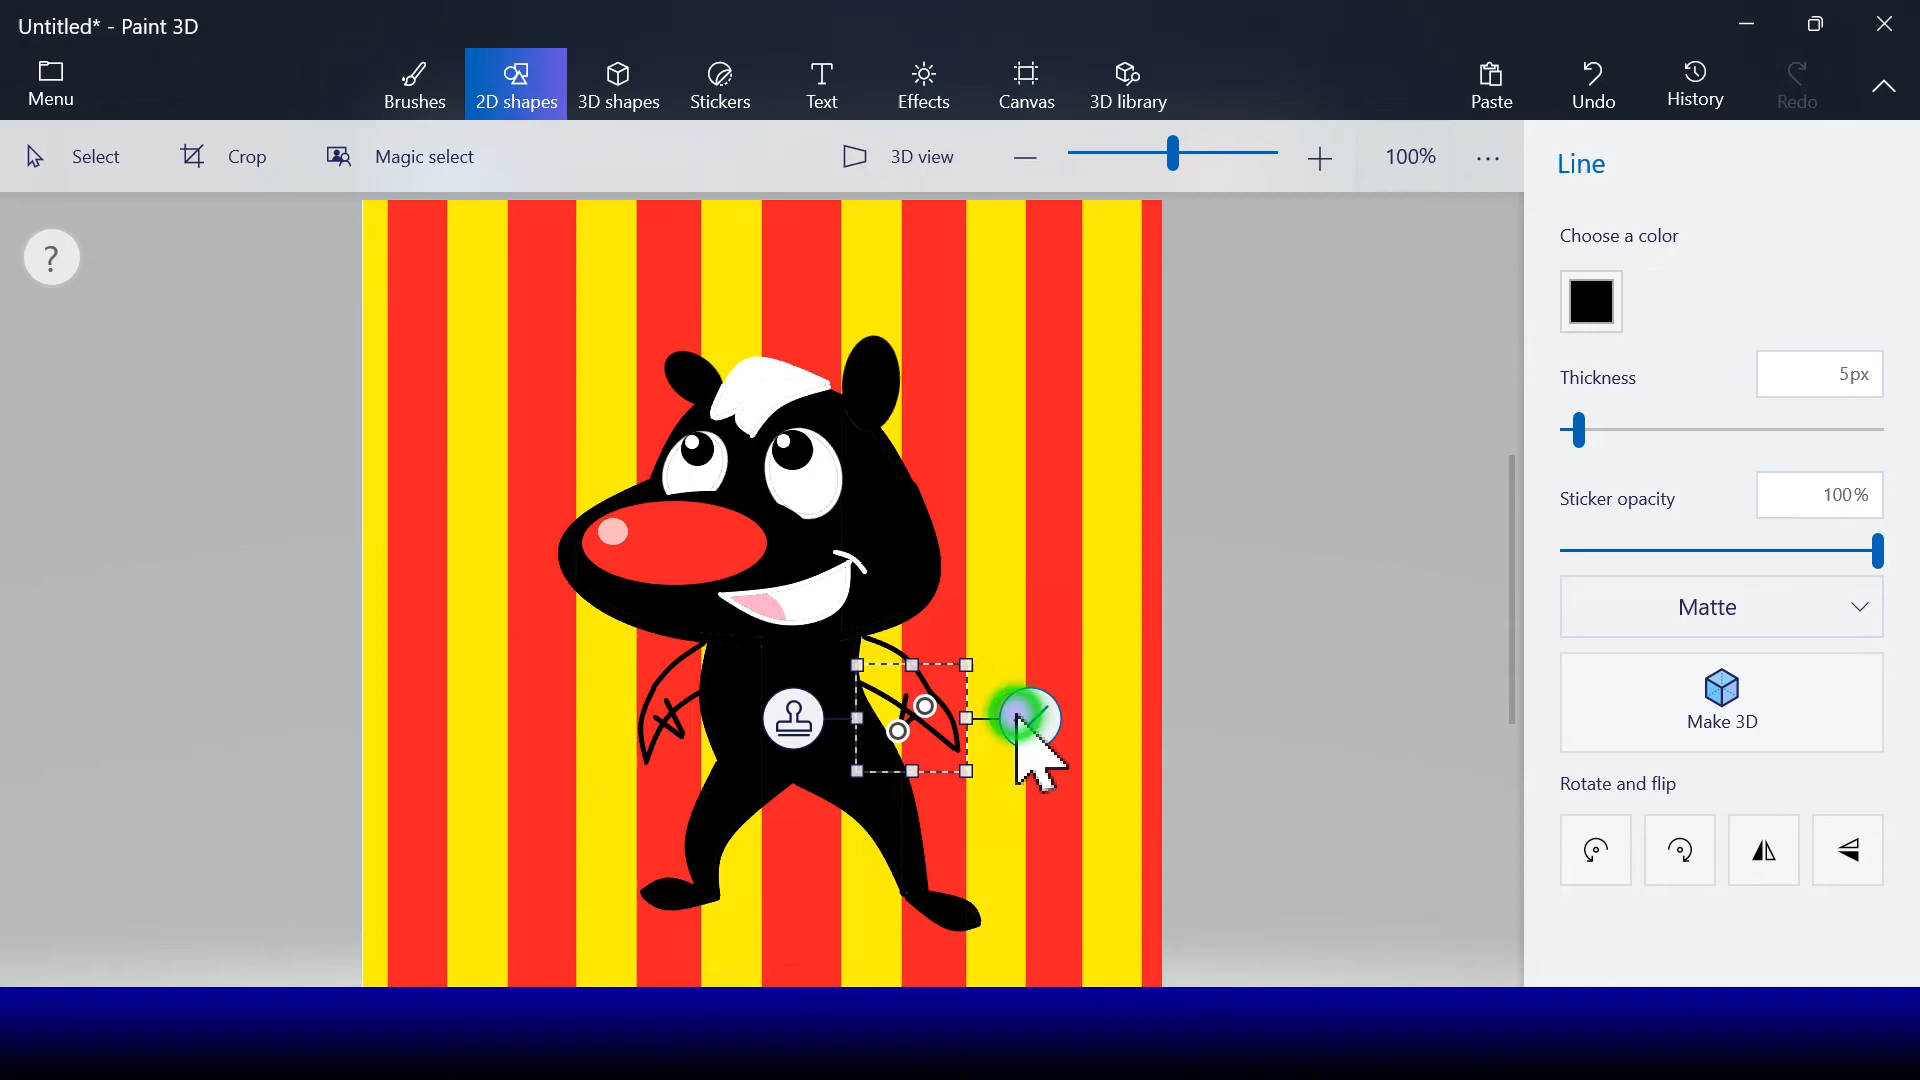 Untitled* - Paint 3D
Menu
Brushes
2D shapes
3D shapes
Stickers
Text
Effects
Canvas
3D library
Paste
Undo
History
Redo
Select
Crop
Magic select
3D view
100%
Line
?
Choose a color
Thickness
5px
Sticker opacity
100%
Matte
Make 3D
Rotate and flip